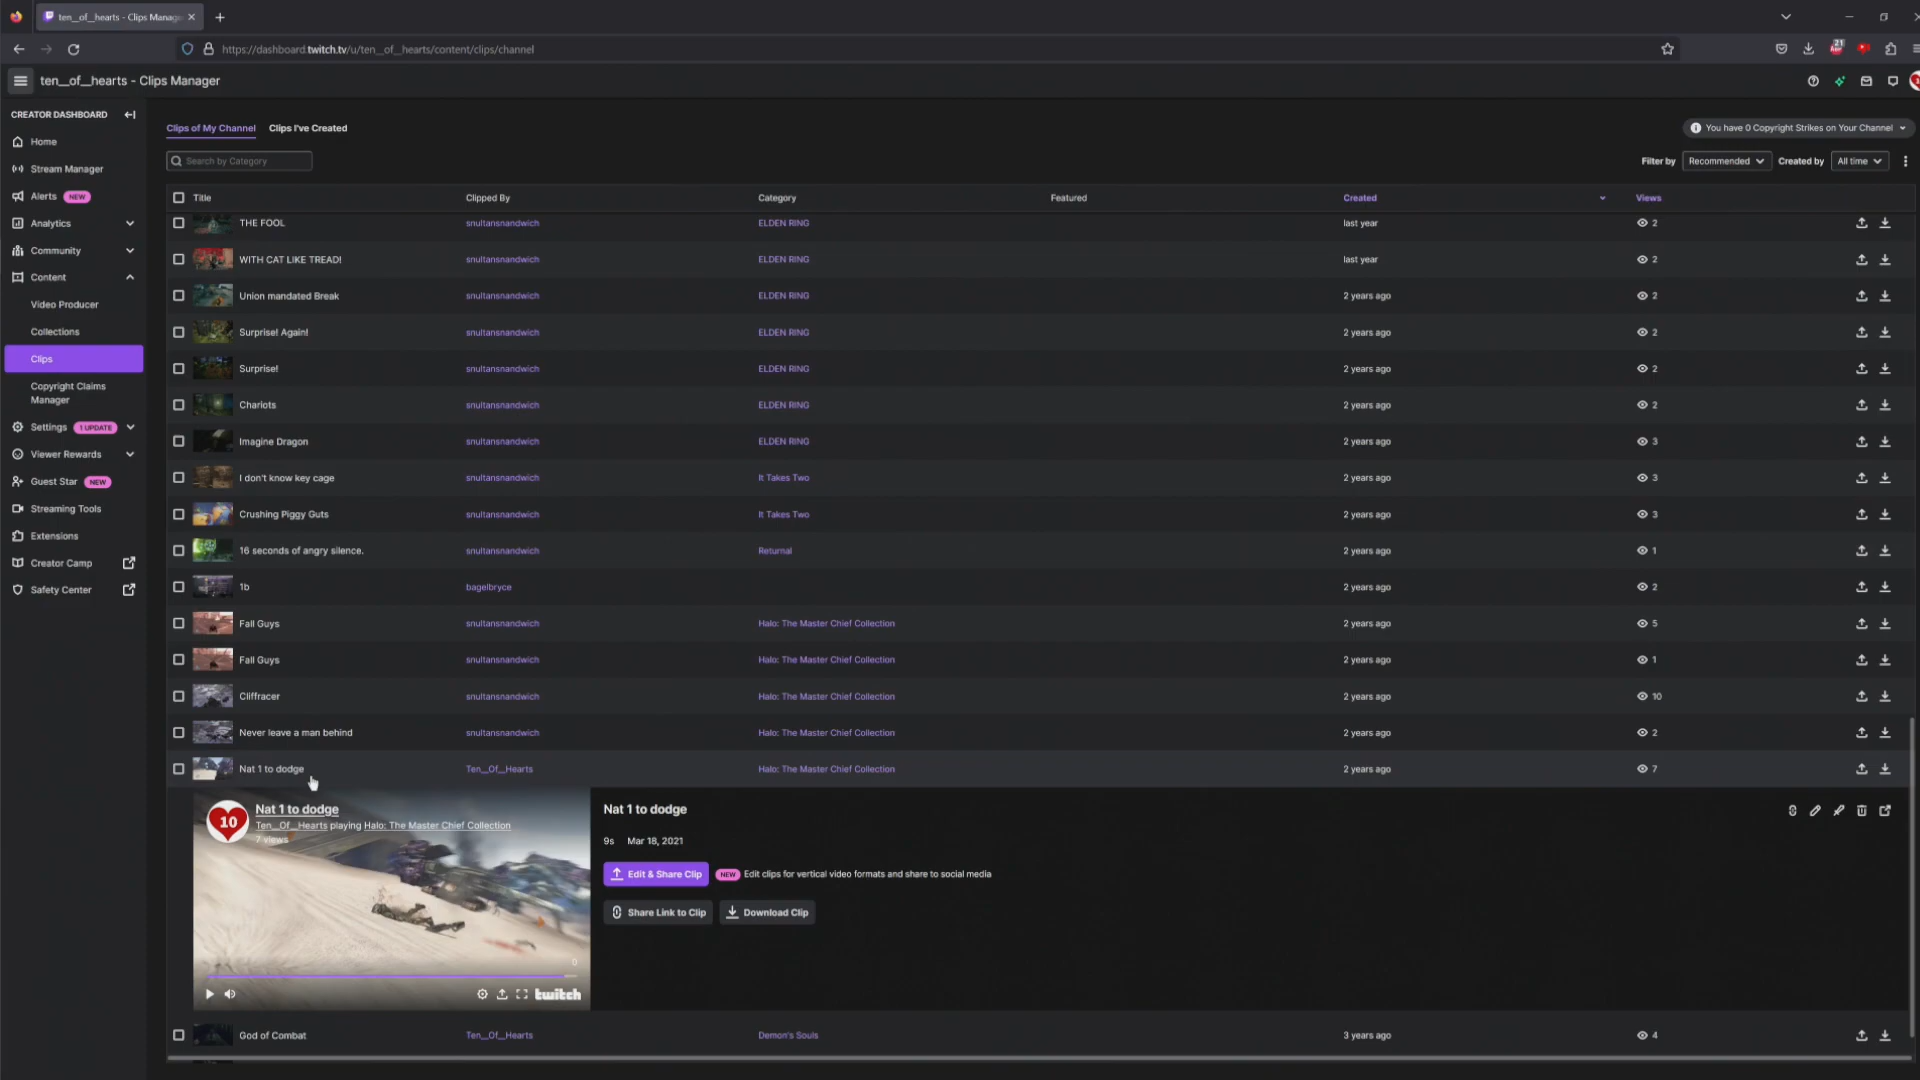 ten__of__hearts - Clips Manag
https://dashboard.twitch.tv/u/ten__of__hearts/content/clips/channel
21
ten__of__hearts - Clips Manager
CREATOR DASHBOARD
Home
Stream Manager
Alerts NEW
Analytics
Community
Content
Video Producer
Collections
Clips
Copyright Claims
Manager
Settings 1 UPDATE
Viewer Rewards
Guest Star NEW
Streaming Tools
Extensions
Creator Camp
Safety Center
Clips of My Channel Clips I've Created
You have 0 Copyright Strikes on Your Channel
Search by Category
Filter by Recommended Created by All time
Title Clipped By Category Featured Created Views
THE FOOL snultansnandwich ELDEN RING last year 2
WITH CAT LIKE TREAD! snultansnandwich ELDEN RING last year 2
Union mandated Break snultansnandwich ELDEN RING 2 years ago 2
Surprise! Again! snultansnandwich ELDEN RING 2 years ago 2
Surprise! snultansnandwich ELDEN RING 2 years ago 2
Chariots snultansnandwich ELDEN RING 2 years ago 2
Imagine Dragon snultansnandwich ELDEN RING 2 years ago 3
I don't know key cage snultansnandwich It Takes Two 2 years ago 3
Crushing Piggy Guts snultansnandwich It Takes Two 2 years ago 3
16 seconds of angry silence. snultansnandwich Returnal 2 years ago 1
1b bagelbryce 2 years ago 2
Fall Guys snultansnandwich Halo: The Master Chief Collection 2 years ago 5
Fall Guys snultansnandwich Halo: The Master Chief Collection 2 years ago 1
Cliffracer snultansnandwich Halo: The Master Chief Collection 2 years ago 10
Never leave a man behind snultansnandwich Halo: The Master Chief Collection 2 years ago 2
Nat 1 to dodge Ten__Of__Hearts Halo: The Master Chief Collection 2 years ago 7
10
Nat 1 to dodge
Ten__Of__Hearts playing Halo: The Master Chief Collection
7 views
0
twitch
Nat 1 to dodge
9s Mar 18, 2021
Edit & Share Clip NEW Edit clips for vertical video formats and share to social media
Share Link to Clip Download Clip
God of Combat Ten__Of__Hearts Demon's Souls 3 years ago 4